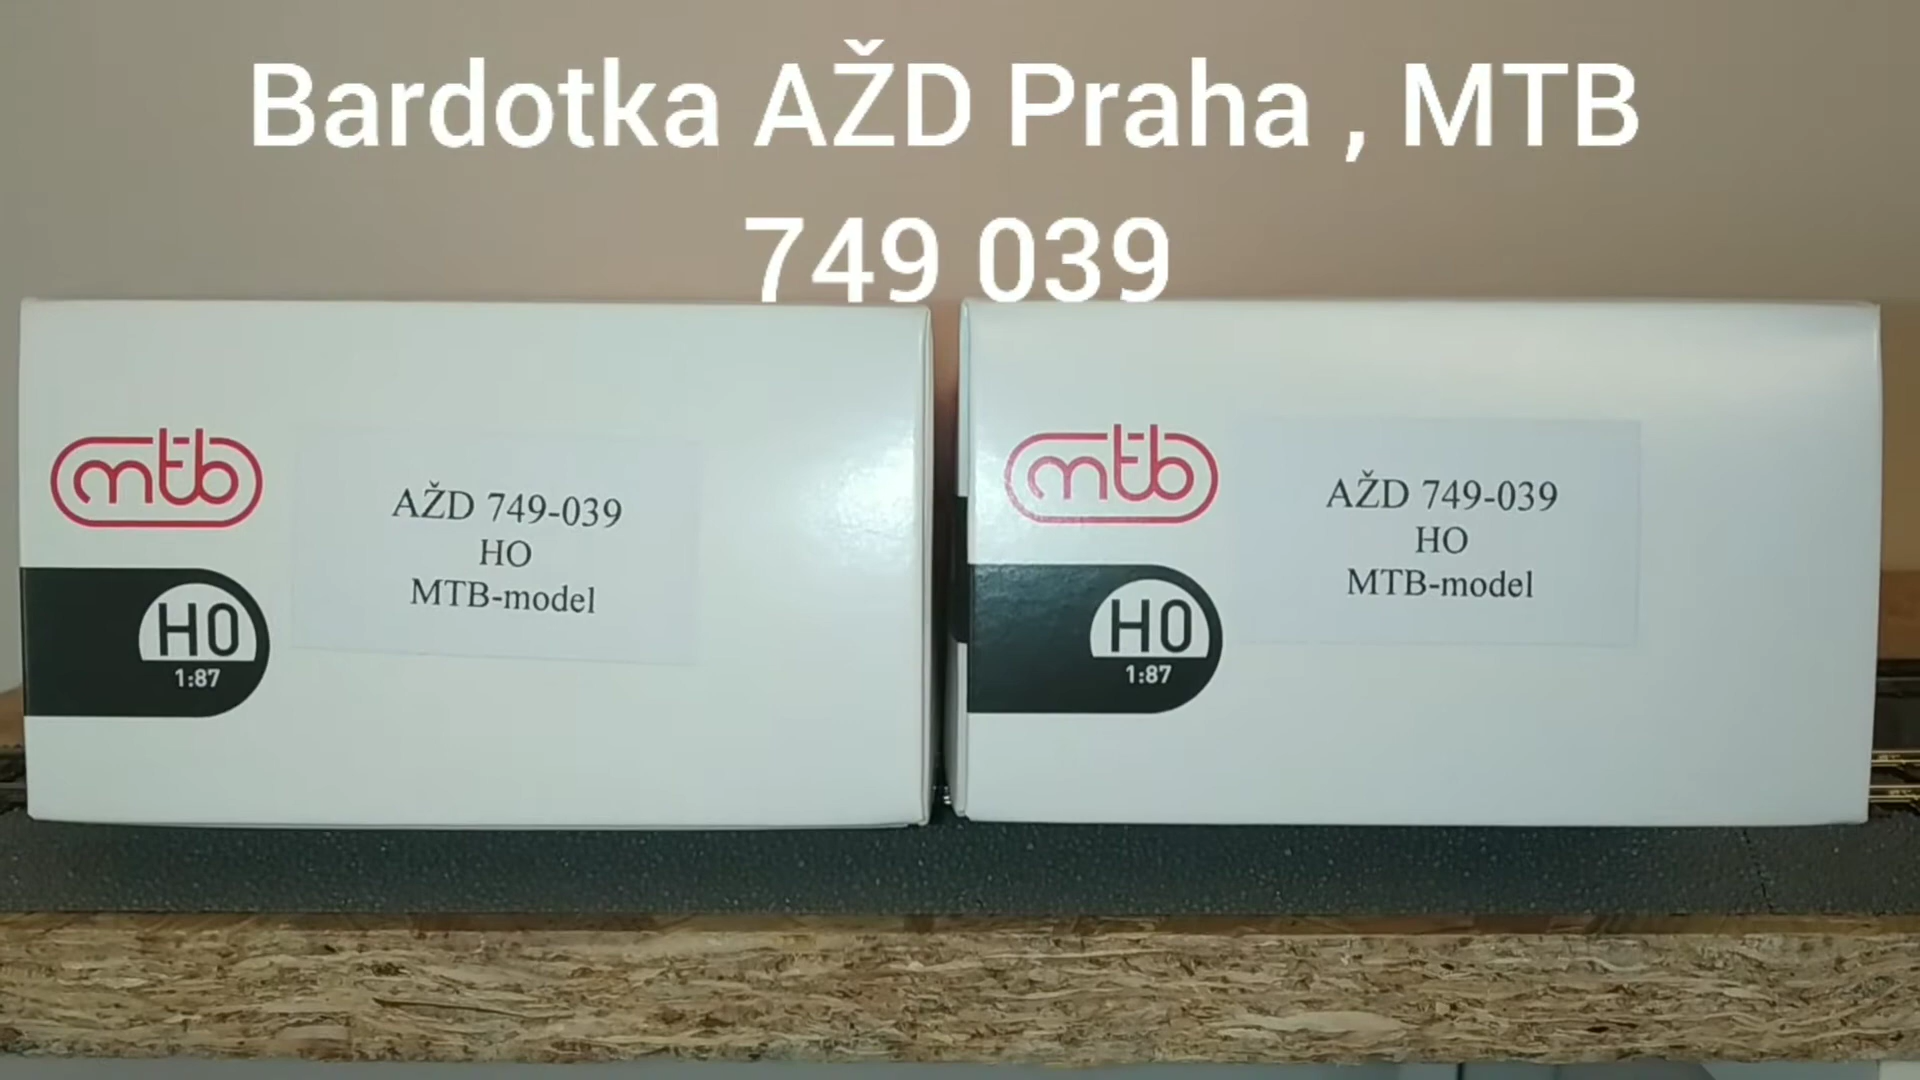 Bardotka AŽD Praha , MTB
749 039
mtb
AŽD 749-039
HO
MTB-model
H0
1:87
mtb
AŽD 749-039
HO
MTB-model
H0
1:87